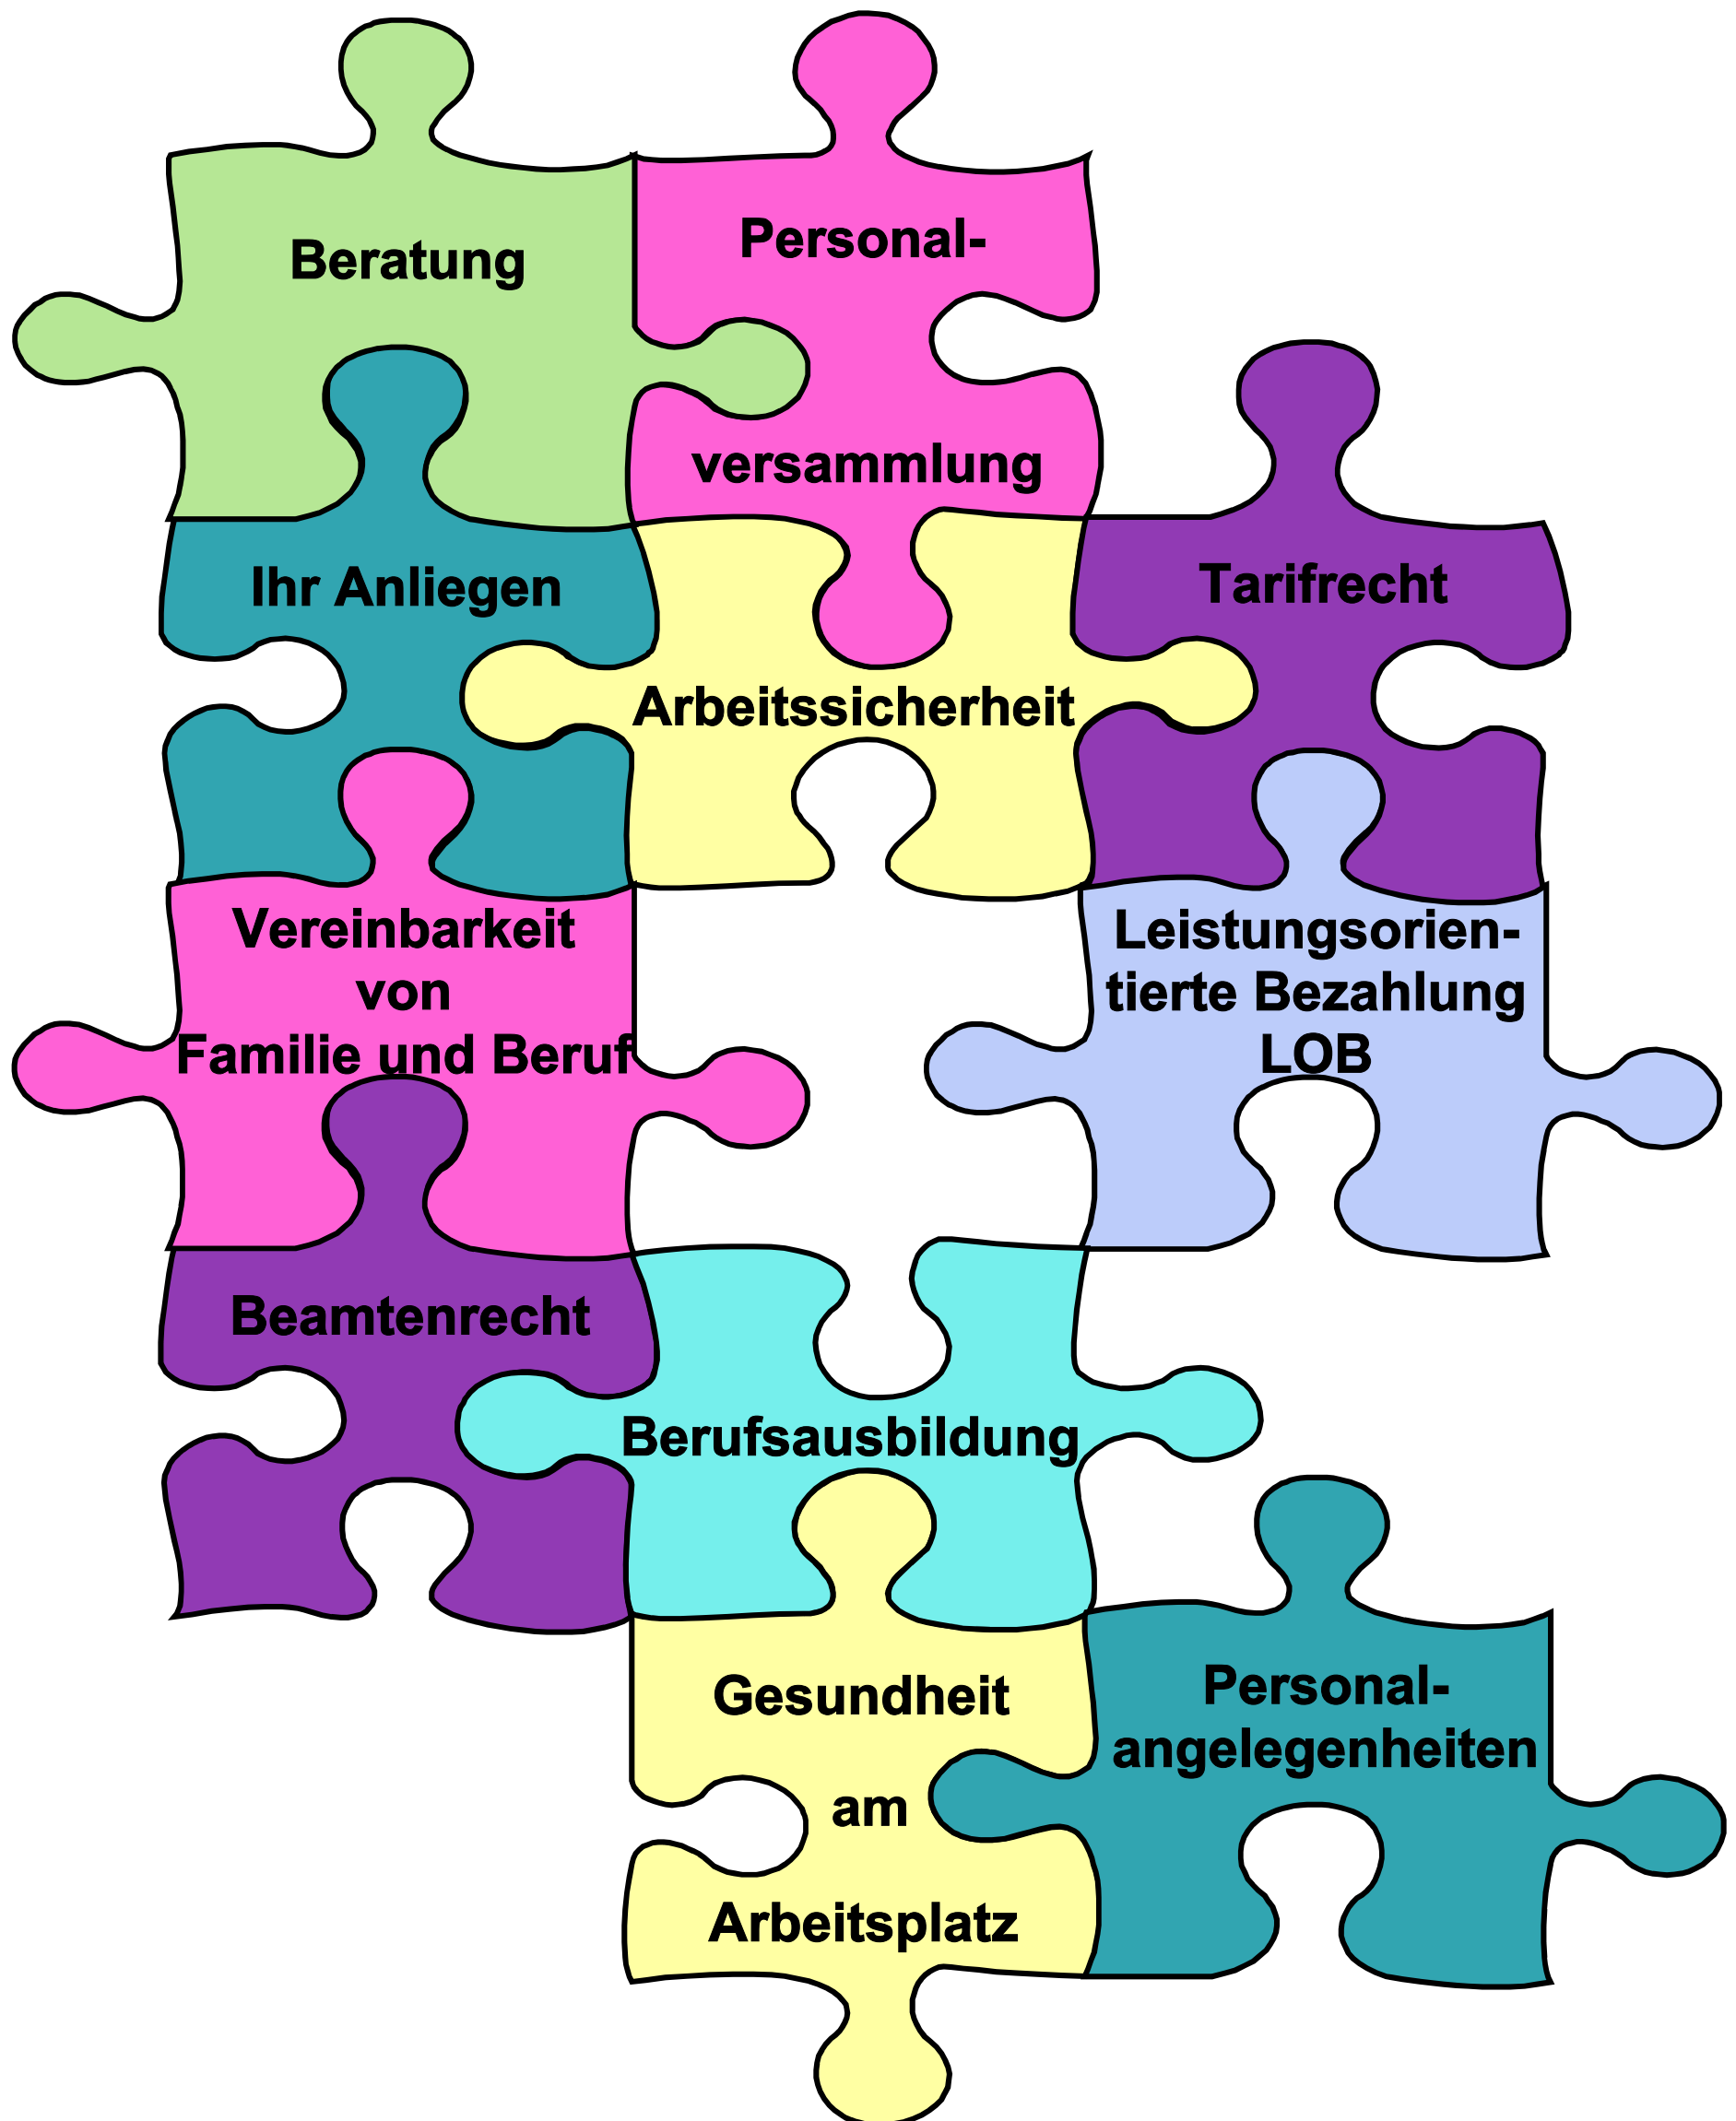 Beratung
Personal-
versammlung
Ihr Anliegen
Tarifrecht
Arbeitssicherheit
Vereinbarkeit
von
Familie und Beruf
Leistungsorien-
tierte Bezahlung
LOB
Beamtenrecht
Berufsausbildung
Gesundheit
am
Arbeitsplatz
Personal-
angelegenheiten